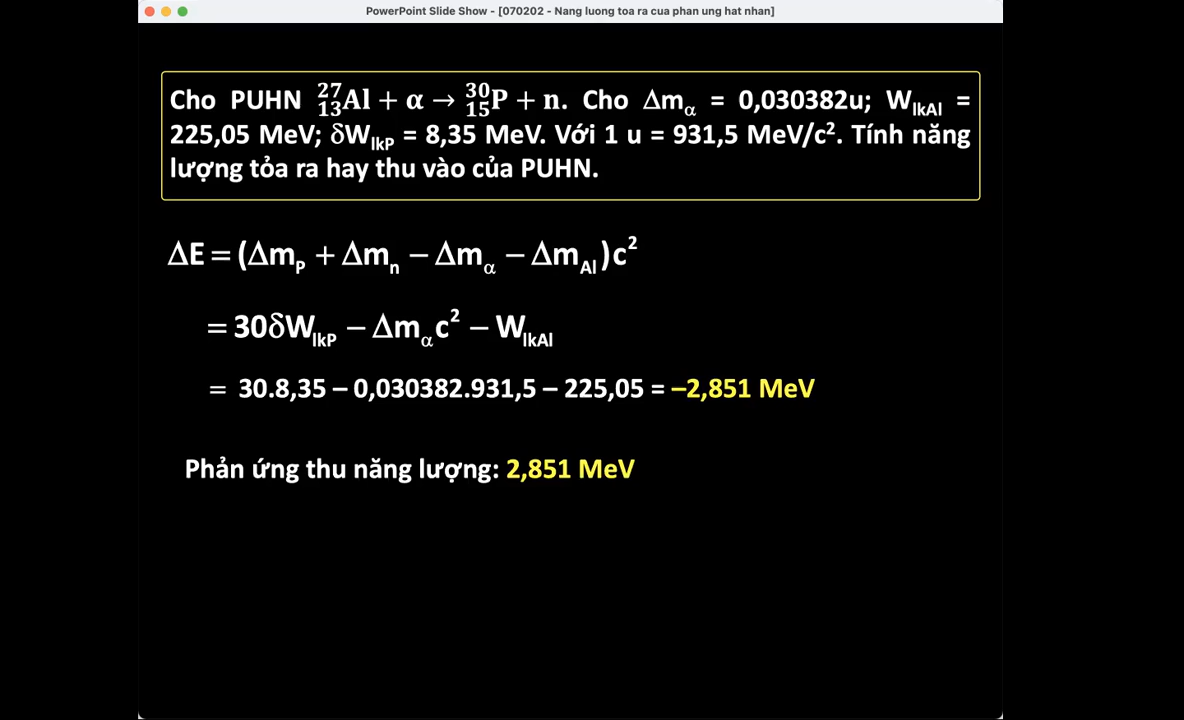 PowerPoint Slide Show - [070202 - Nang luong toa ra cua phan ung hat nhan]
Cho PUHN ²⁷₁₃Al + α → ³⁰₁₅P + n. Cho Δm_α = 0,030382u; W_lkAl =
225,05 MeV; δW_lkP = 8,35 MeV. Với 1 u = 931,5 MeV/c². Tính năng
lượng tỏa ra hay thu vào của PUHN.
ΔE = (Δm_P + Δm_n − Δm_α − Δm_Al)c²
= 30δW_lkP − Δm_αc² − W_lkAl
= 30.8,35 – 0,030382.931,5 – 225,05 = –2,851 MeV
Phản ứng thu năng lượng: 2,851 MeV